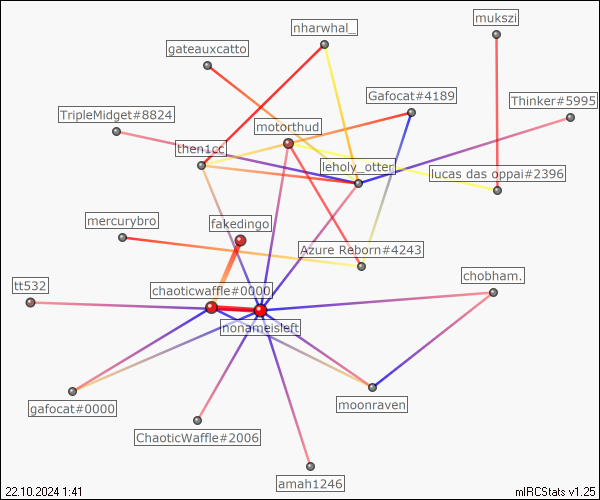 mukszi
nharwhal_
gateauxcatto
Gafocat#4189
Thinker#5995
TripleMidget#8824
motorthud
then1cc
leholy_otter
lucas das oppai#2396
mercurybro
fakedingo
Azure Reborn#4243
chobham.
tt532
chaoticwaffle#0000
nonameisleft
moonraven
gafocat#0000
ChaoticWaffle#2006
amah1246
22.10.2024 1:41
mIRCStats v1.25